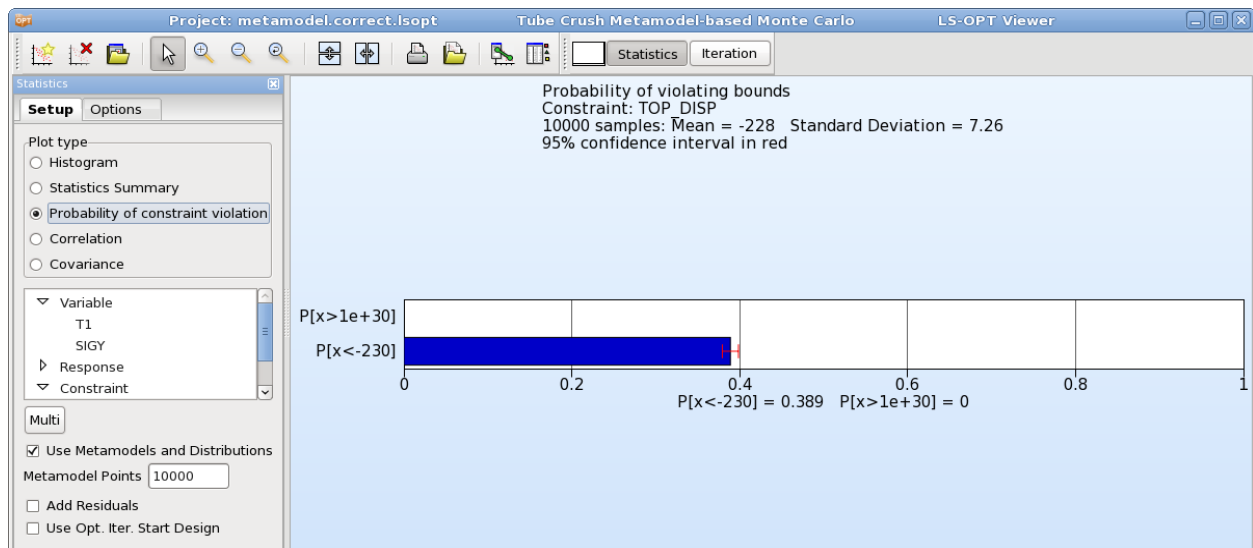 OPT Project: metamodel.correct.lsopt Tube Crush Metamodel-based Monte Carlo LS-OPT Viewer
Statistics Iteration
Statistics
Setup Options
Plot type
Histogram
Statistics Summary
Probability of constraint violation
Correlation
Covariance
Variable
T1
SIGY
Response
Constraint
Multi
Use Metamodels and Distributions
Metamodel Points 10000
Add Residuals
Use Opt. Iter. Start Design
Probability of violating bounds
Constraint: TOP_DISP
10000 samples: Mean = -228 Standard Deviation = 7.26
95% confidence interval in red
P[x>1e+30]
P[x<-230]
0 0.2 0.4 0.6 0.8 1
P[x<-230] = 0.389 P[x>1e+30] = 0